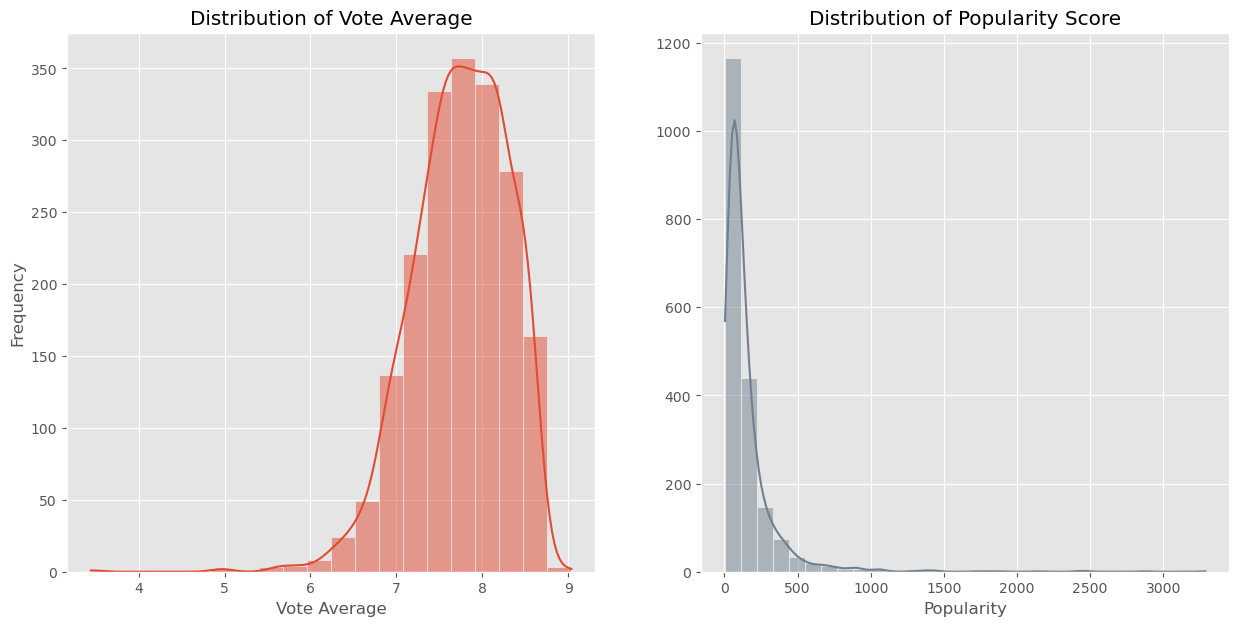 Distribution of Vote Average
350
300
250
200
150
100
50
0
Frequency
4 5 6 7 8 9
Vote Average
Distribution of Popularity Score
1200
1000
800
600
400
200
0
0 500 1000 1500 2000 2500 3000
Popularity